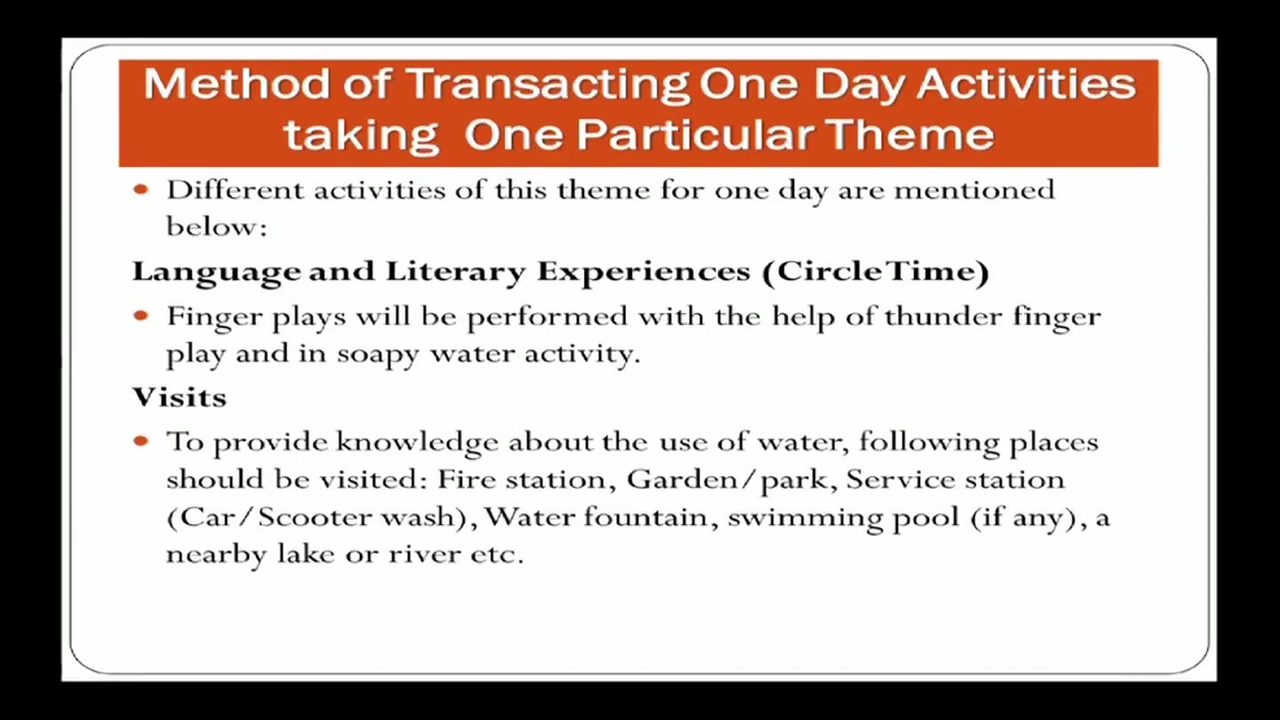 Method of Transacting One Day Activities
taking One Particular Theme
• Different activities of this theme for one day are mentioned
below:
Language and Literary Experiences (Circle Time)
• Finger plays will be performed with the help of thunder finger
play and in soapy water activity.
Visits
• To provide knowledge about the use of water, following places
should be visited: Fire station, Garden/park, Service station
(Car/Scooter wash), Water fountain, swimming pool (if any), a
nearby lake or river etc.